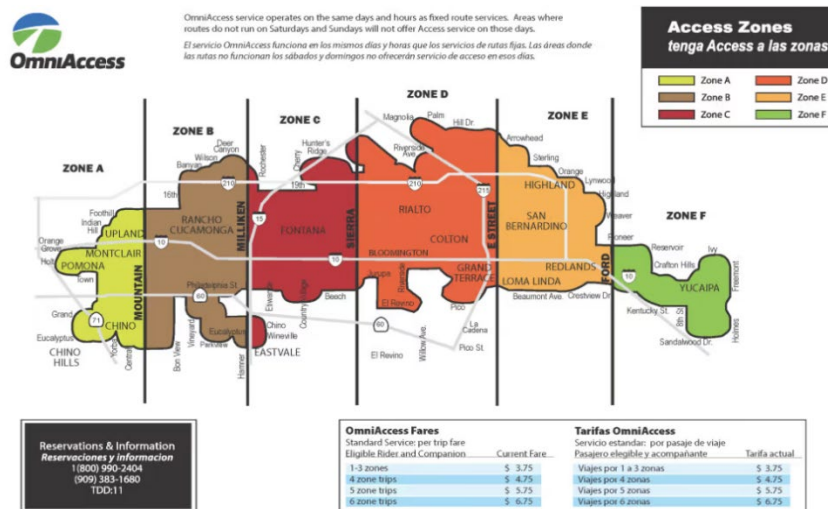 OmniAccess
OmniAccess service operates on the same days and hours as fixed route services. Areas where
routes do not run on Saturdays and Sundays will not offer Access service on those days.
El servicio OmniAccess funciona en los mismos días y horas que los servicios de rutas fijas. Las áreas donde
las rutas no funcionan los sábados y domingos no ofrecerán servicio de acceso en esos días.
Access Zones
tenga Access a las zonas
Zone A
Zone D
Zone B
Zone E
Zone C
Zone F
ZONE A
ZONE B
ZONE C
ZONE D
ZONE E
ZONE F
Magnolia
Palm
Hill Dr.
Riverside
Ave.
Arrowhead
Sterling
Orange
Lynwood
Highland
Weaver
Pioneer
Deer
Canyon
Wilson
Banyan
16th
Rochester
Cherry
Hunter's
Ridge
19th
210
210
215
15
10
10
10
60
60
71
Foothill
Indian
Hill
Orange
Grove
Holt
Town
Grand
Eucalyptus
UPLAND
MONTCLAIR
POMONA
CHINO
CHINO
HILLS
Central
MOUNTAIN
RANCHO
CUCAMONGA
Philadelphia St.
Bon View
Vineyard
Eucalyptus
Hamner
MILLIKEN
FONTANA
Etiwanda
Country Village
Beech
Chino
Wineville
EASTVALE
SIERRA
RIALTO
COLTON
BLOOMINGTON
GRAND
TERRACE
Jurupa
Riverside
El Revino
El Revino
Willow Ave.
Pico
La
Cadena
Pico St.
E STREET
HIGHLAND
SAN
BERNARDINO
REDLANDS
LOMA LINDA
Beaumont Ave.
Crestview Dr.
FORD
Reservoir
Crafton Hills
Ivy
Freemont
YUCAIPA
Kentucky St.
8th St.
Sandalwood Dr.
Holmes
Reservations & Information
Reservaciones y informacion
1(800) 990-2404
(909) 383-1680
TDD:11
OmniAccess Fares
Standard Service: per trip fare
Eligible Rider and Companion Current Fare
1-3 zones $ 3.75
4 zone trips $ 4.75
5 zone trips $ 5.75
6 zone trips $ 6.75
Tarifas OmniAccess
Servicio estandar: por pasaje de viaje
Pasajero elegible y acompañante Tarifa actual
Viajes por 1 a 3 zonas $ 3.75
Viajes por 4 zonas $ 4.75
Viajes por 5 zonas $ 5.75
Viajes por 6 zonas $ 6.75